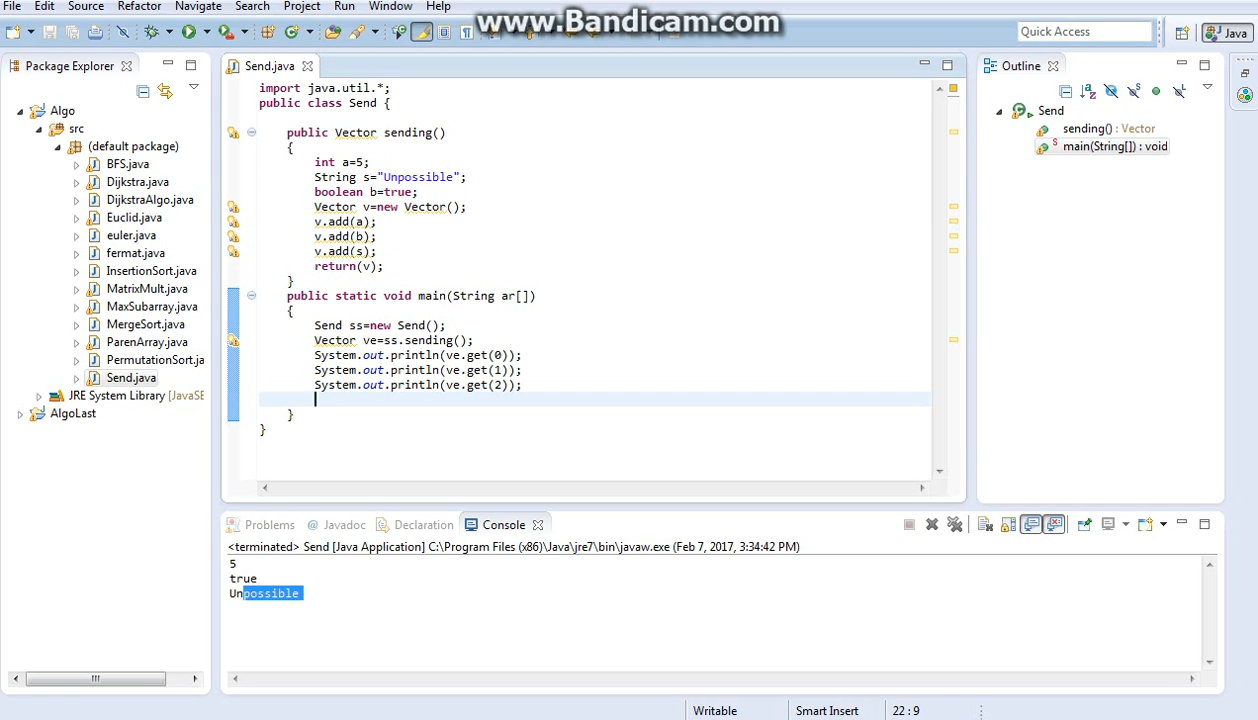 www.Bandicam.com
File Edit Source Refactor Navigate Search Project Run Window Help
Quick Access
Java
Package Explorer
Algo
src
(default package)
BFS.java
Dijkstra.java
DijkstraAlgo.java
Euclid.java
euler.java
fermat.java
InsertionSort.java
MatrixMult.java
MaxSubarray.java
MergeSort.java
ParenArray.java
PermutationSort.ja
Send.java
JRE System Library [JavaSE
AlgoLast
Send.java
import java.util.*;
public class Send {
public Vector sending()
{
int a=5;
String s="Unpossible";
boolean b=true;
Vector v=new Vector();
v.add(a);
v.add(b);
v.add(s);
return(v);
}
public static void main(String ar[])
{
Send ss=new Send();
Vector ve=ss.sending();
System.out.println(ve.get(0));
System.out.println(ve.get(1));
System.out.println(ve.get(2));
}
}
Outline
Send
sending() : Vector
main(String[]) : void
Problems @ Javadoc Declaration Console
<terminated> Send [Java Application] C:\Program Files (x86)\Java\jre7\bin\javaw.exe (Feb 7, 2017, 3:34:42 PM)
5
true
Unpossible
Writable Smart Insert 22 : 9